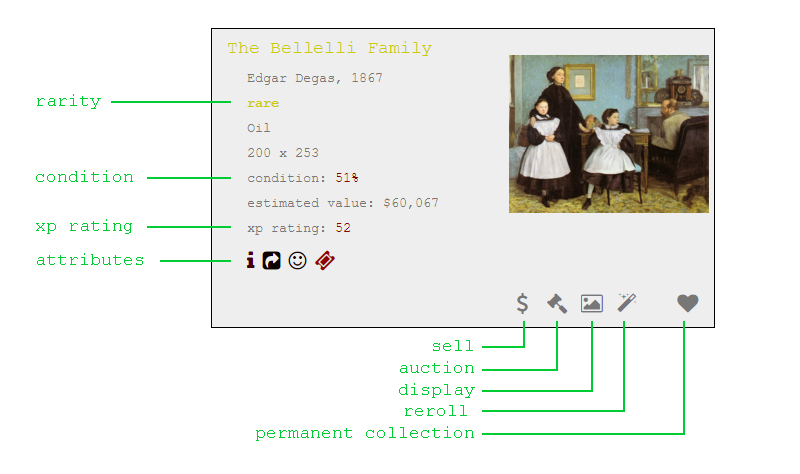 The Bellelli Family
Edgar Degas, 1867
rarity
rare
Oil
200 x 253
condition
condition: 51%
estimated value: $60,067
xp rating
xp rating: 52
attributes
sell
auction
display
reroll
permanent collection